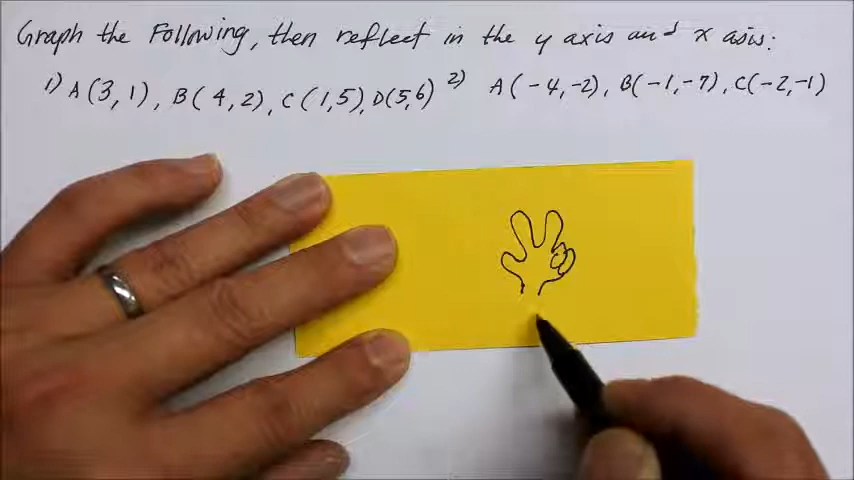 Graph the Following, then reflect in the y axis and x asis:
1) A(3,1), B(4,2), C(1,5), D(5,6) 2) A(-4,-2), B(-1,-7), C(-2,-1)